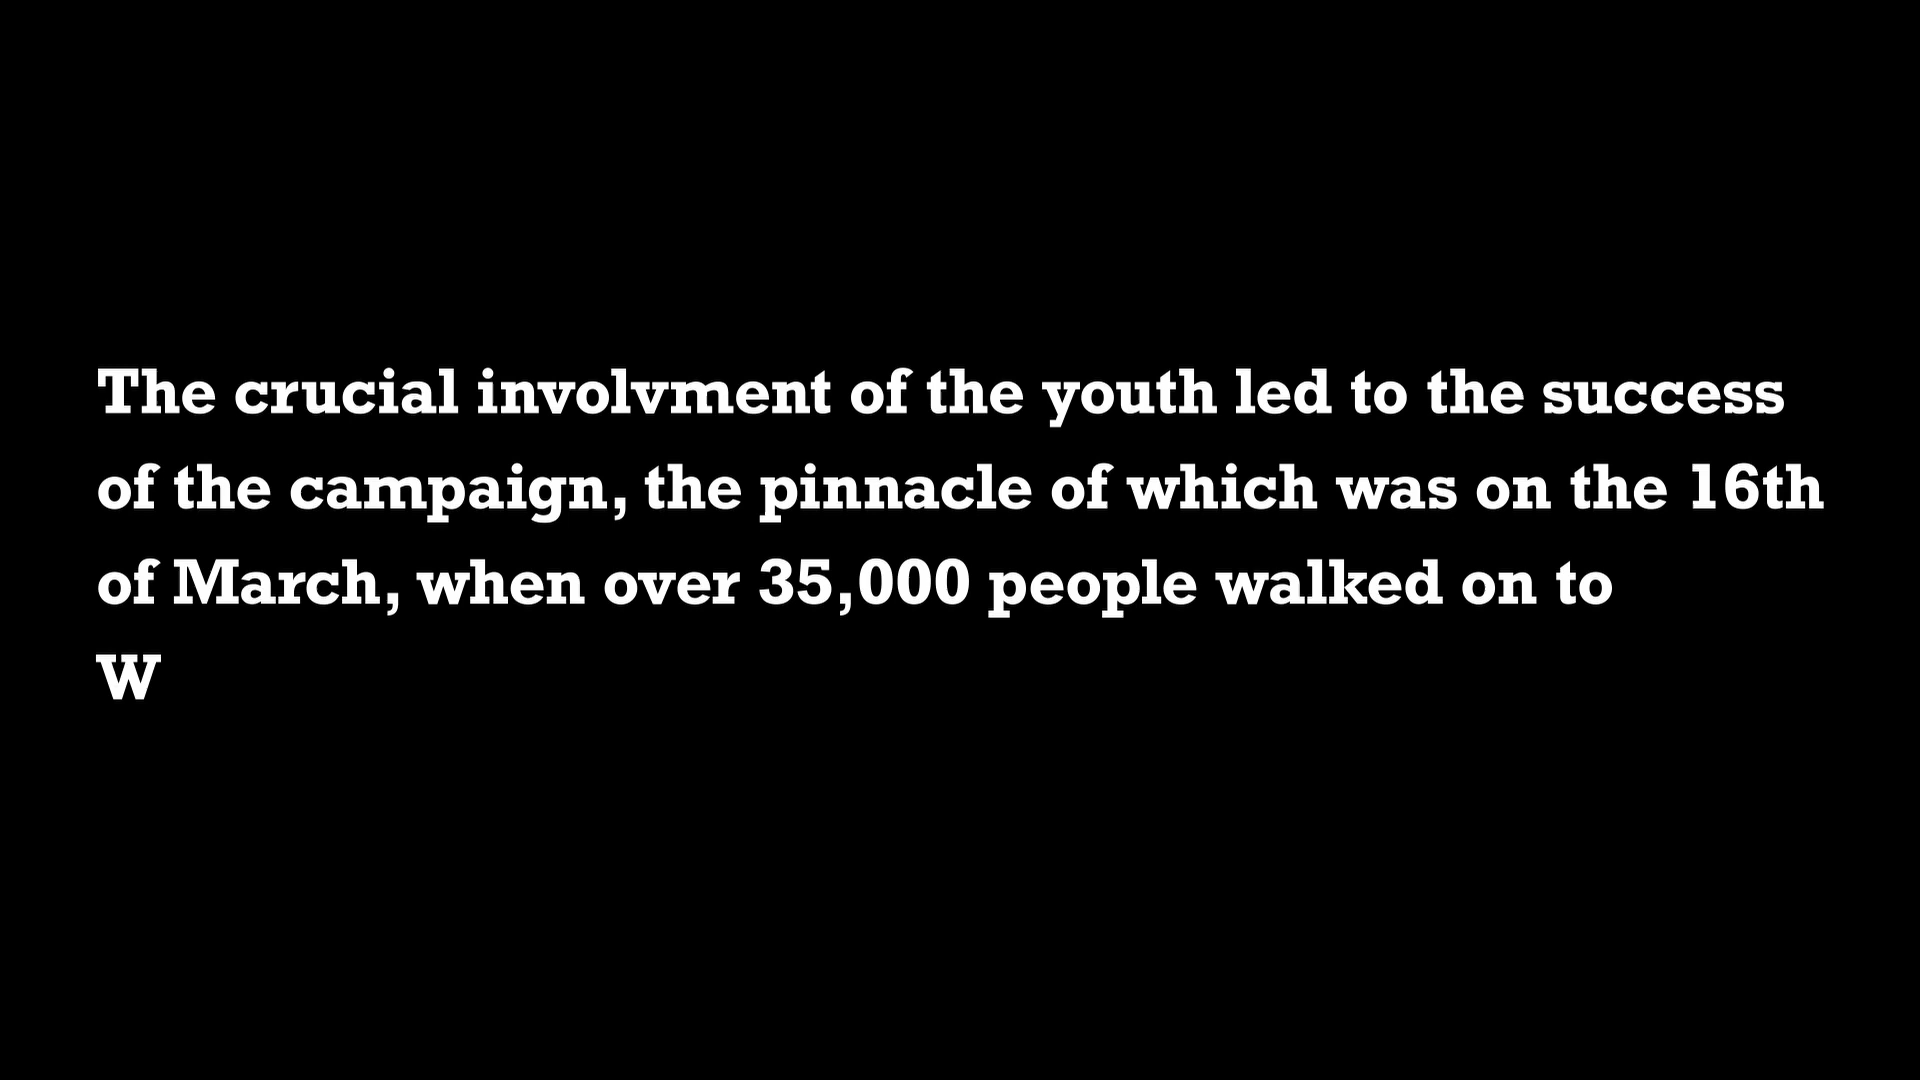 The crucial involvment of the youth led to the success
of the campaign, the pinnacle of which was on the 16th
of March, when over 35,000 people walked on to
W